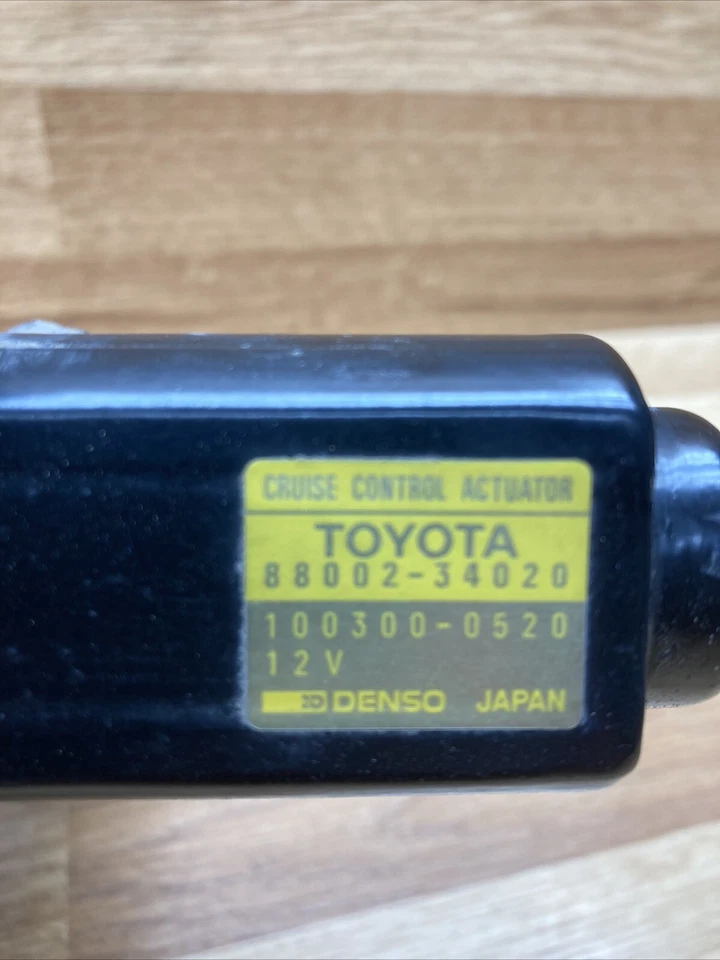 CRUISE CONTROL ACTUATOR
TOYOTA
88002-34020
100300-0520
12V
DENSO JAPAN